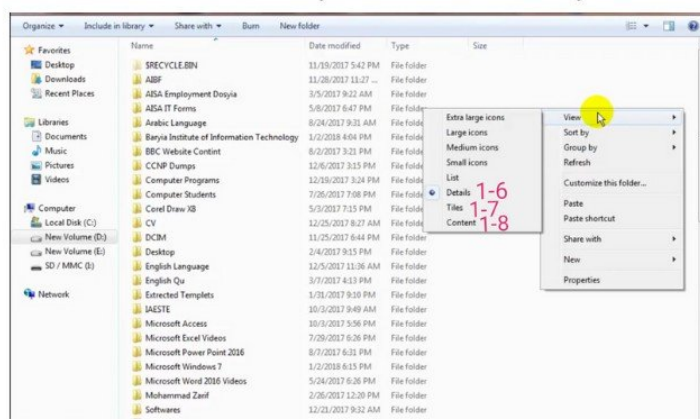 Organize Include in library Share with Burn New folder
Name Date modified Type Size
Favorites
Desktop
Downloads
Recent Places
Libraries
Documents
Music
Pictures
Videos
Computer
Local Disk (C:)
New Volume (D:)
New Volume (E:)
SD / MMC (I:)
Network
$RECYCLE.BIN 11/19/2017 5:42 PM File folder
AIBF 11/28/2017 11:27 ... File folder
AISA Employment Dosyia 3/5/2017 9:22 AM File folder
AISA IT Forms 5/8/2017 6:47 PM File folder
Arabic Language 8/24/2017 9:31 AM File folder
Baryia Institute of Information Technology 1/2/2018 4:04 PM File folder
BBC Website Contint 8/2/2017 3:21 PM File folder
CCNP Dumps 12/6/2017 3:15 PM File folder
Computer Programs 12/19/2017 3:24 PM File folder
Computer Students 7/26/2017 7:08 PM File folder
Corel Draw X8 5/3/2017 7:15 PM File folder
CV 12/25/2017 8:27 AM File folder
DCIM 11/25/2017 6:44 PM File folder
Desktop 2/4/2017 9:15 PM File folder
English Language 12/5/2017 11:36 AM File folder
English Qu 3/7/2017 4:13 PM File folder
Extrected Templets 1/31/2017 9:10 PM File folder
IAESTE 10/3/2017 9:49 AM File folder
Microsoft Access 10/3/2017 5:56 PM File folder
Microsoft Excel Videos 7/29/2017 6:26 PM File folder
Microsoft Power Point 2016 8/7/2017 6:31 PM File folder
Microsoft Windows 7 1/2/2018 6:15 PM File folder
Microsoft Word 2016 Videos 5/24/2017 6:26 PM File folder
Mohammad Zarif 2/26/2017 12:20 PM File folder
Softwares 12/21/2017 9:32 AM File folder
Extra large icons
Large icons
Medium icons
Small icons
List
Details 1-6
Tiles 1-7
Content 1-8
View
Sort by
Group by
Refresh
Customize this folder...
Paste
Paste shortcut
Share with
New
Properties